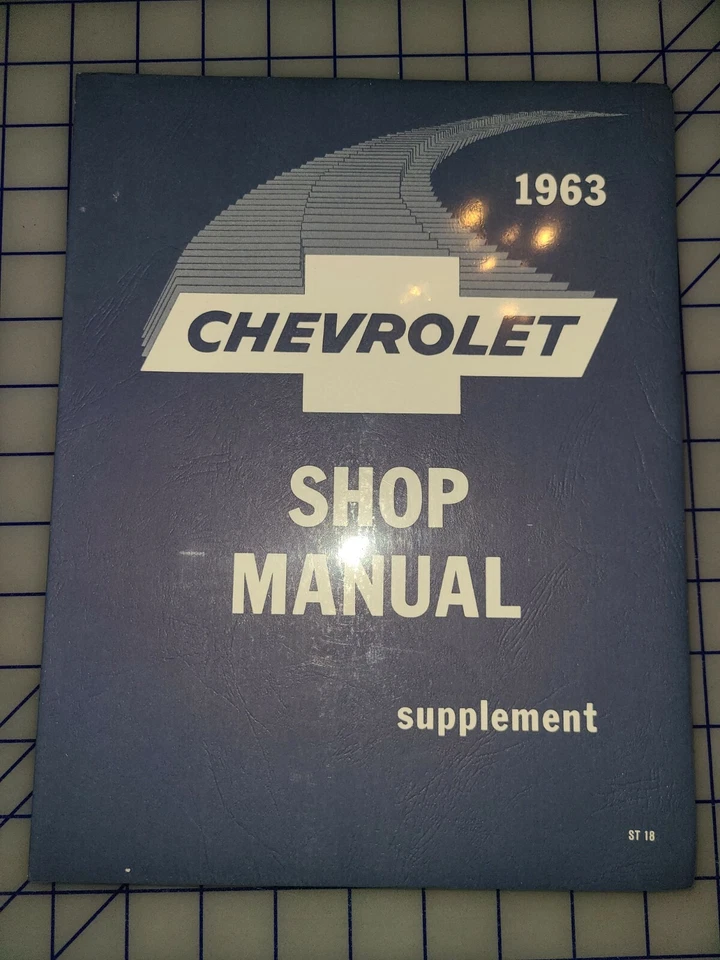 1963
CHEVROLET
SHOP
MANUAL
supplement
ST 18